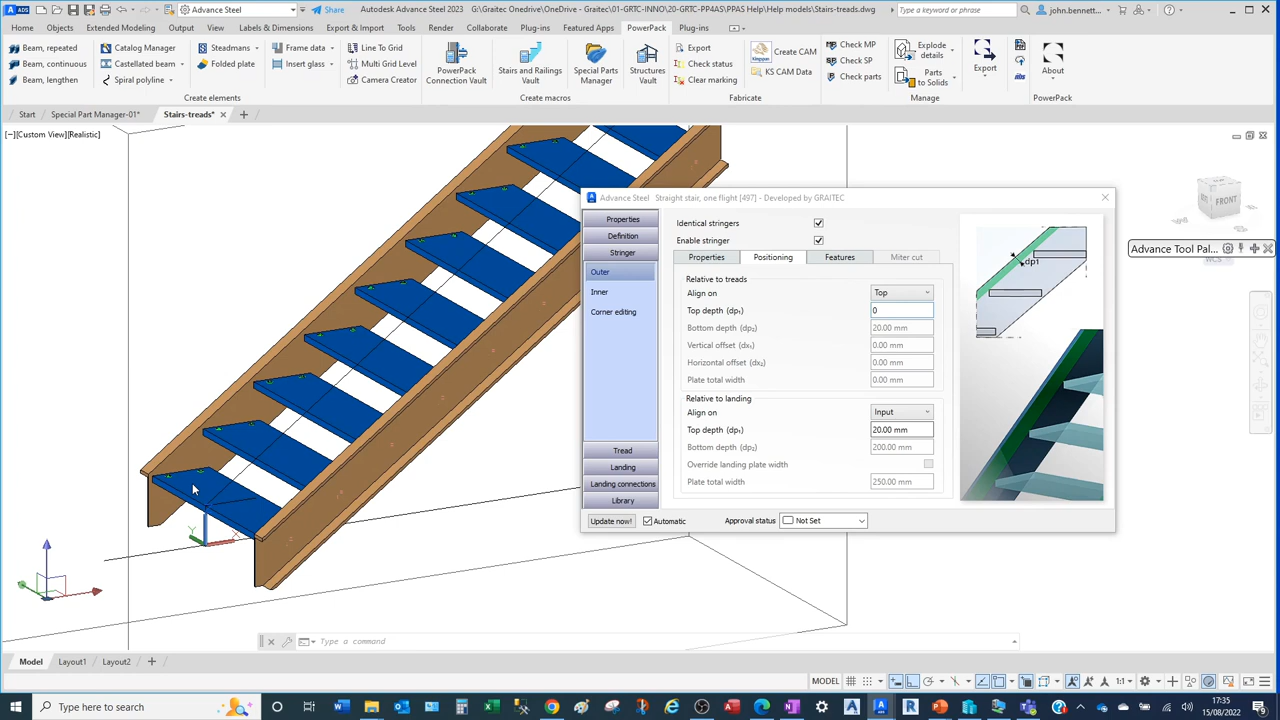 Advance Steel
Share
Autodesk Advance Steel 2023 F:\Graitec Onedrive\OneDrive - Graitec\01-GRTC-INNO\20-GRTC-PP4AS\PPAS Help\Help models\Stairs-treads.dwg
Type a keyword or phrase
john.bennett....
ADST
Home Objects Extended Modeling Output View Labels & Dimensions Export & Import Tools Render Collaborate Plug-ins Featured Apps PowerPack Plug-ins
Beam, repeated
Beam, continuous
Beam, lengthen
Catalog Manager
Castellated beam
Spiral polyline
Steadmans
Folded plate
Frame data
Insert glass
Line To Grid
Multi Grid Level
Camera Creator
Create elements
PowerPack
Connection Vault
Stairs and Railings
Vault
Special Parts
Manager
Structures
Vault
Create macros
Export
Check status
Clear marking
Create CAM
KS CAM Data
Fabricate
Check MP
Check SP
Check parts
Explode
details
Parts
to Solids
Manage
Export
About
PowerPack
Start Special Part Manager-01* Stairs-treads*
[−][Custom View][Realistic]
FRONT
Advance Tool Pal...
WCS
Advance Steel Straight stair, one flight [497] - Developed by GRAITEC
Properties
Definition
Stringer
Outer
Inner
Corner editing
Tread
Landing
Landing connections
Library
Identical stringers
Enable stringer
Properties Positioning Features Miter cut
Relative to treads
Align on Top
Top depth (dp₁) 0
Bottom depth (dp₂) 20.00 mm
Vertical offset (dx₁) 0.00 mm
Horizontal offset (dx₂) 0.00 mm
Plate total width 0.00 mm
Relative to landing
Align on Input
Top depth (dp₁) 20.00 mm
Bottom depth (dp₂) 200.00 mm
Override landing plate width
Plate total width 250.00 mm
dp1
Update now! Automatic Approval status Not Set
Y
X
Type a command
Model Layout1 Layout2
MODEL
1:1
Type here to search
17:35
15/08/2022